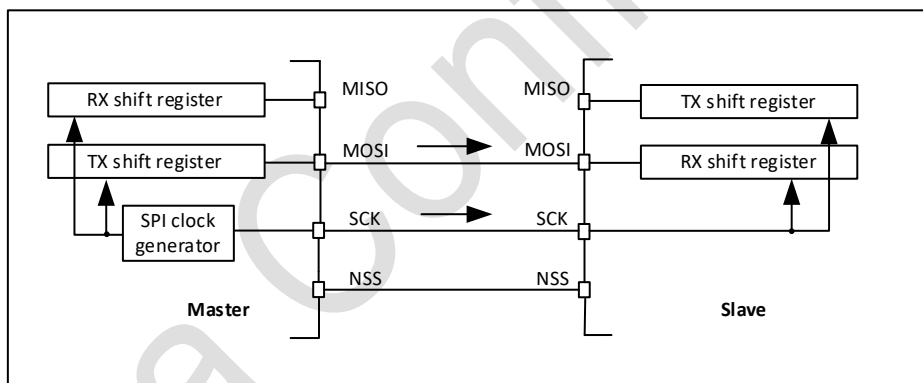 MISO MISO
RX shift register TX shift register
MOSI MOSI
TX shift register RX shift register
SPI clock
generator
SCK SCK
NSS NSS
Master Slave